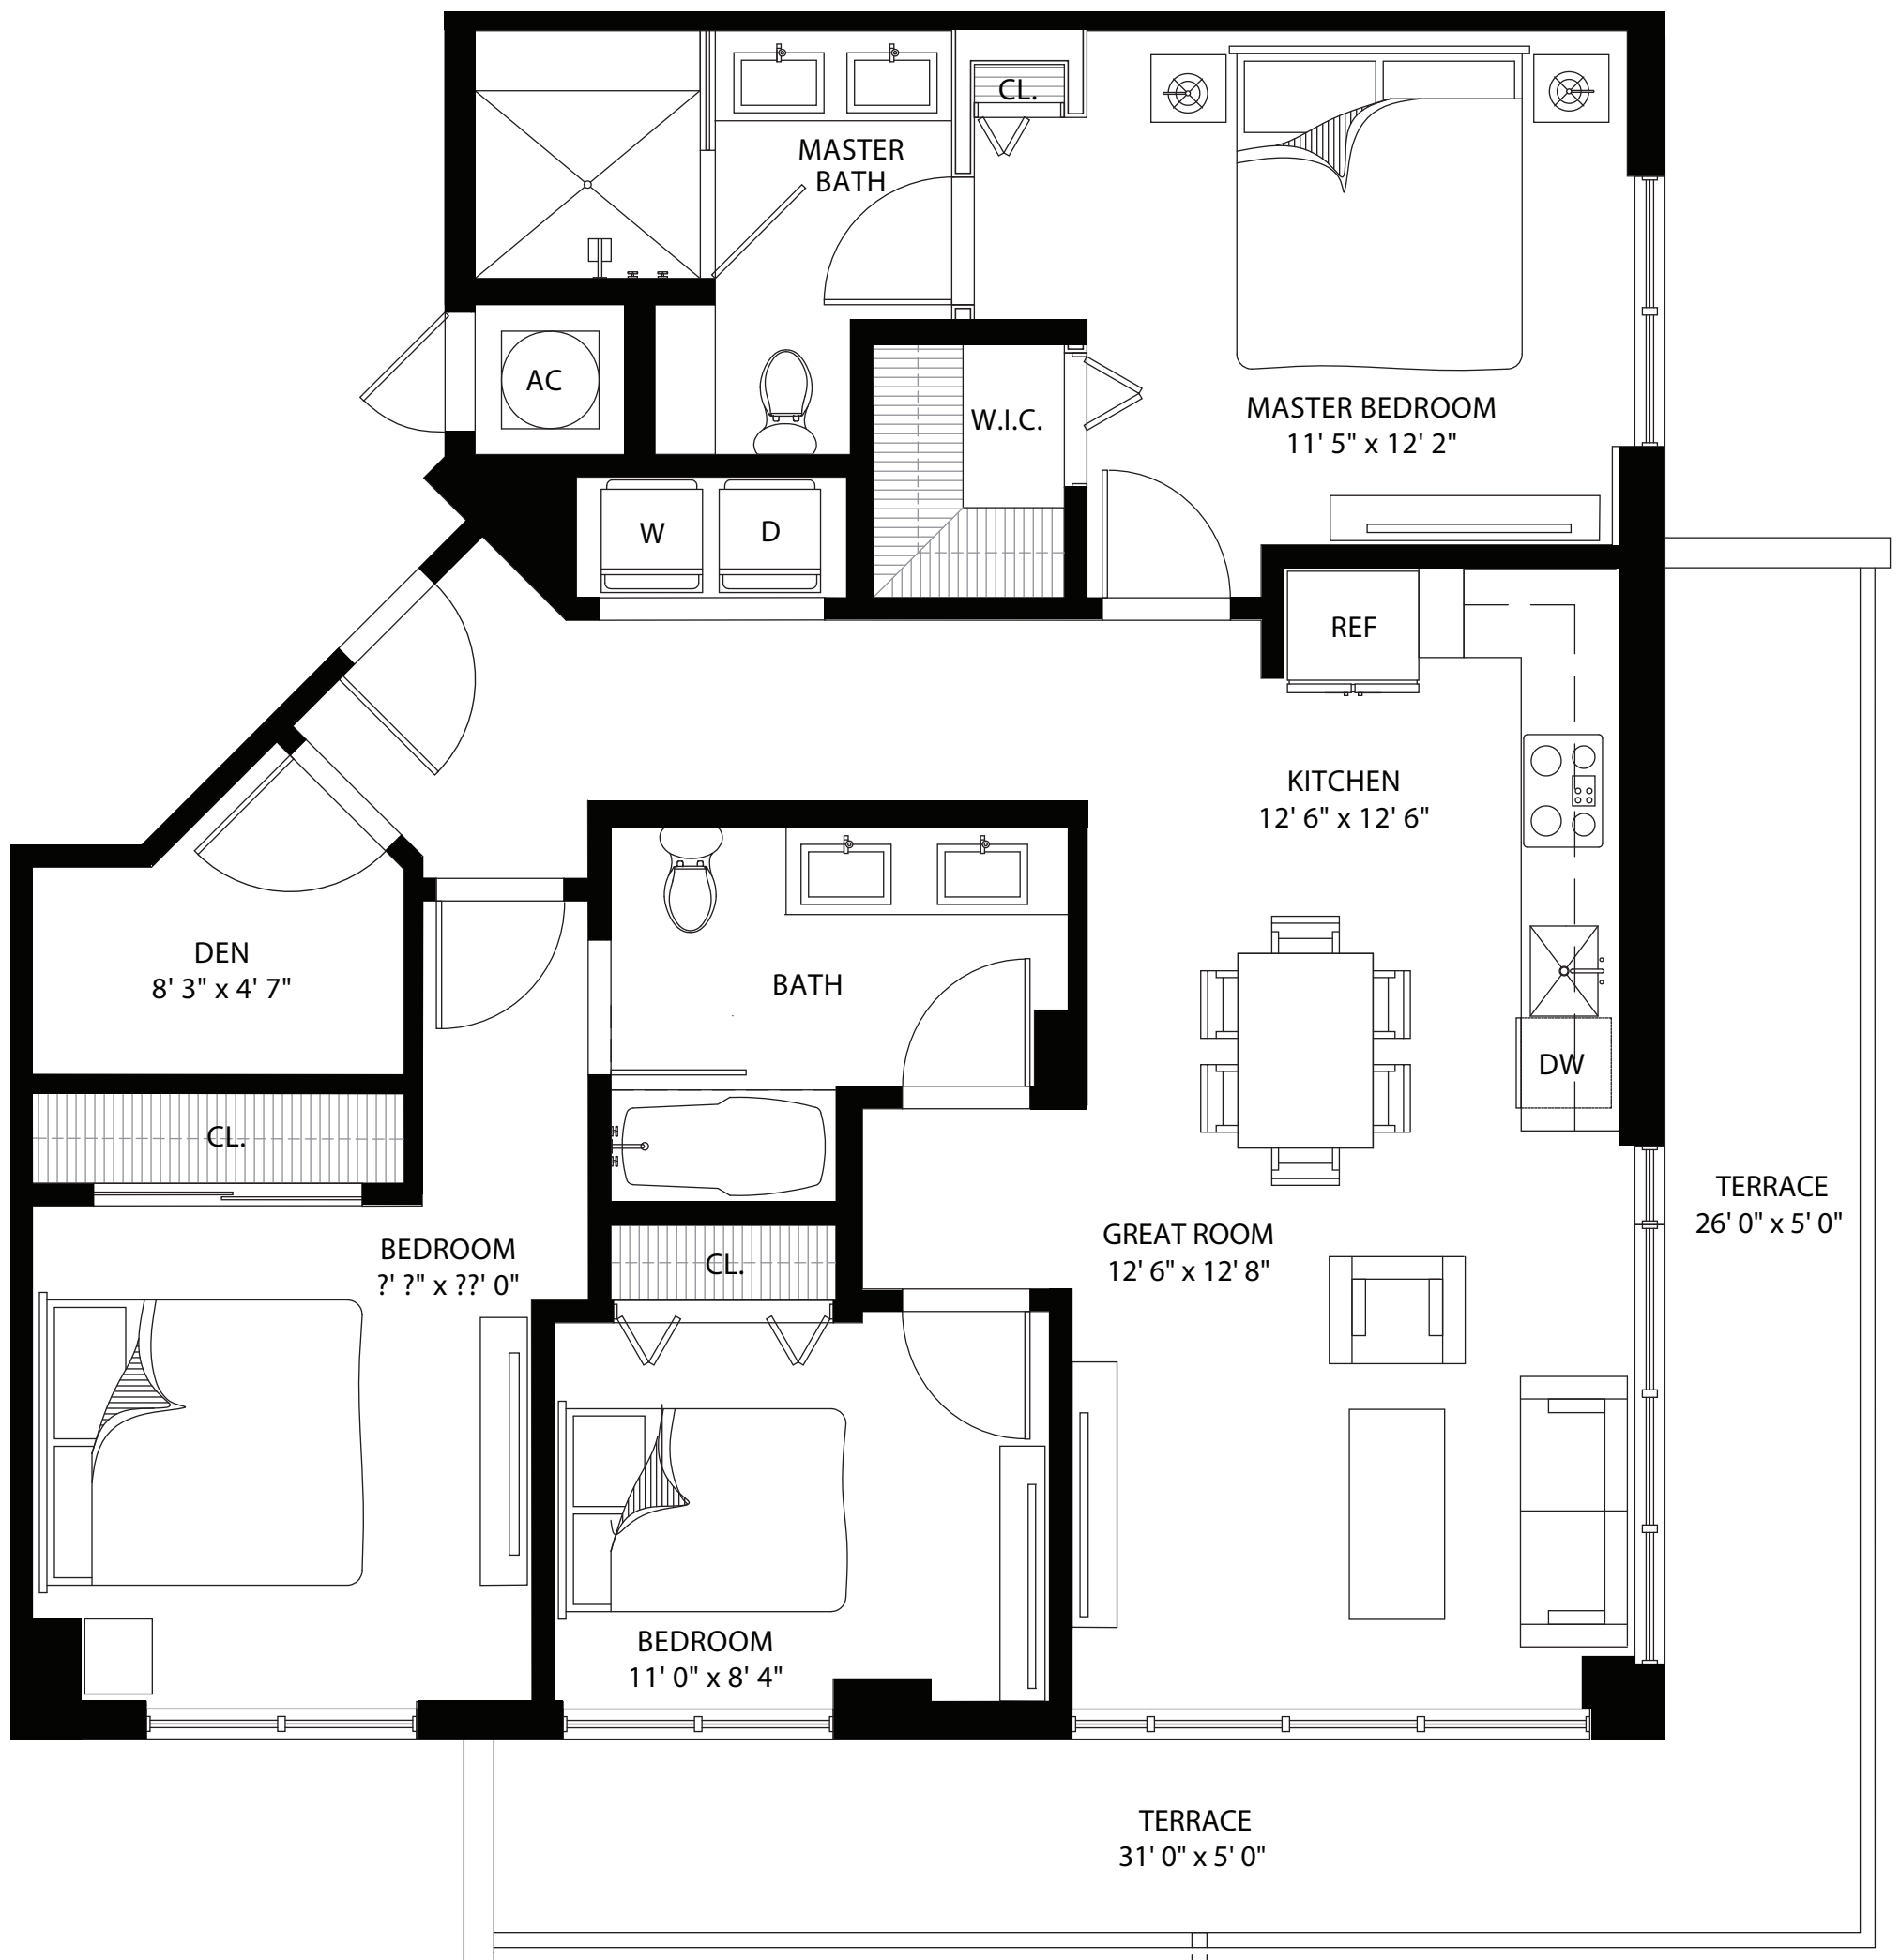 CL.
MASTER
BATH
AC
W.I.C.
MASTER BEDROOM
11' 5" x 12' 2"
W
D
REF
KITCHEN
12' 6" x 12' 6"
DEN
8' 3" x 4' 7"
BATH
DW
CL.
TERRACE
26' 0" x 5' 0"
GREAT ROOM
12' 6" x 12' 8"
BEDROOM
?' ?" x ??' 0"
CL.
BEDROOM
11' 0" x 8' 4"
TERRACE
31' 0" x 5' 0"